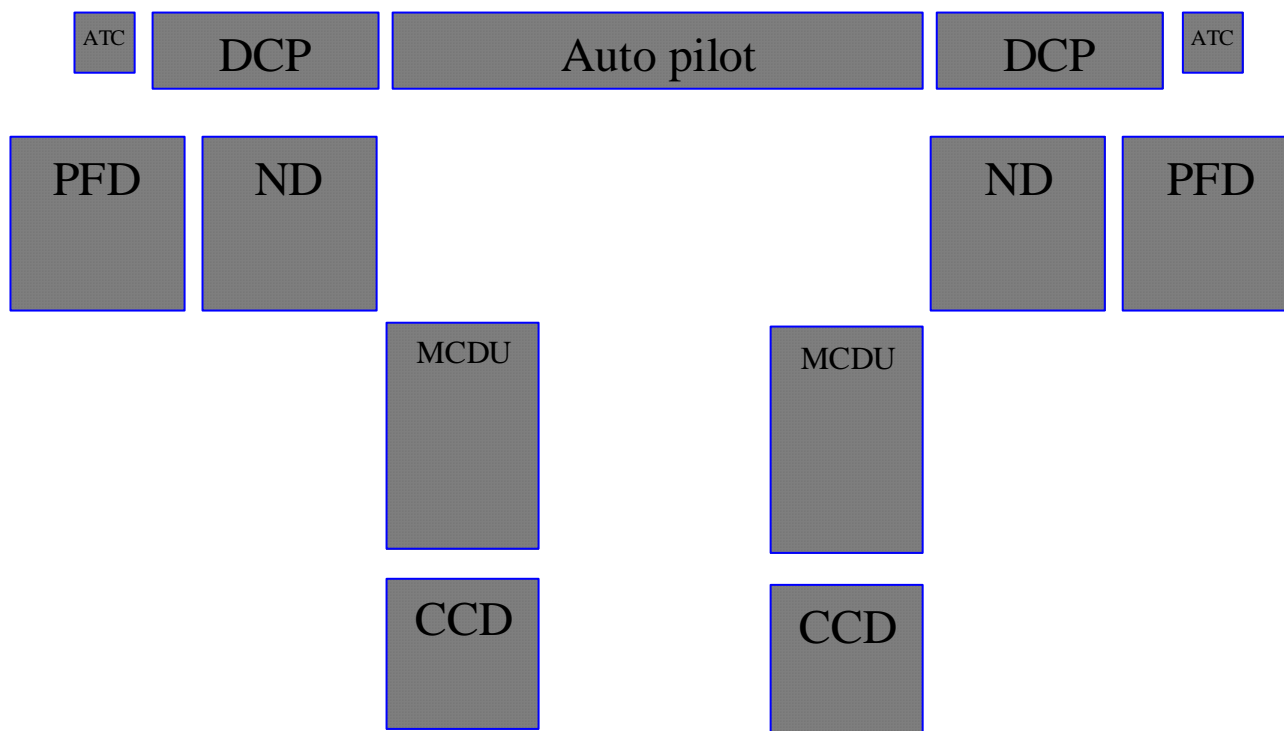 ATC
DCP
Auto pilot
DCP
ATC
PFD
ND
ND
PFD
MCDU
MCDU
CCD
CCD